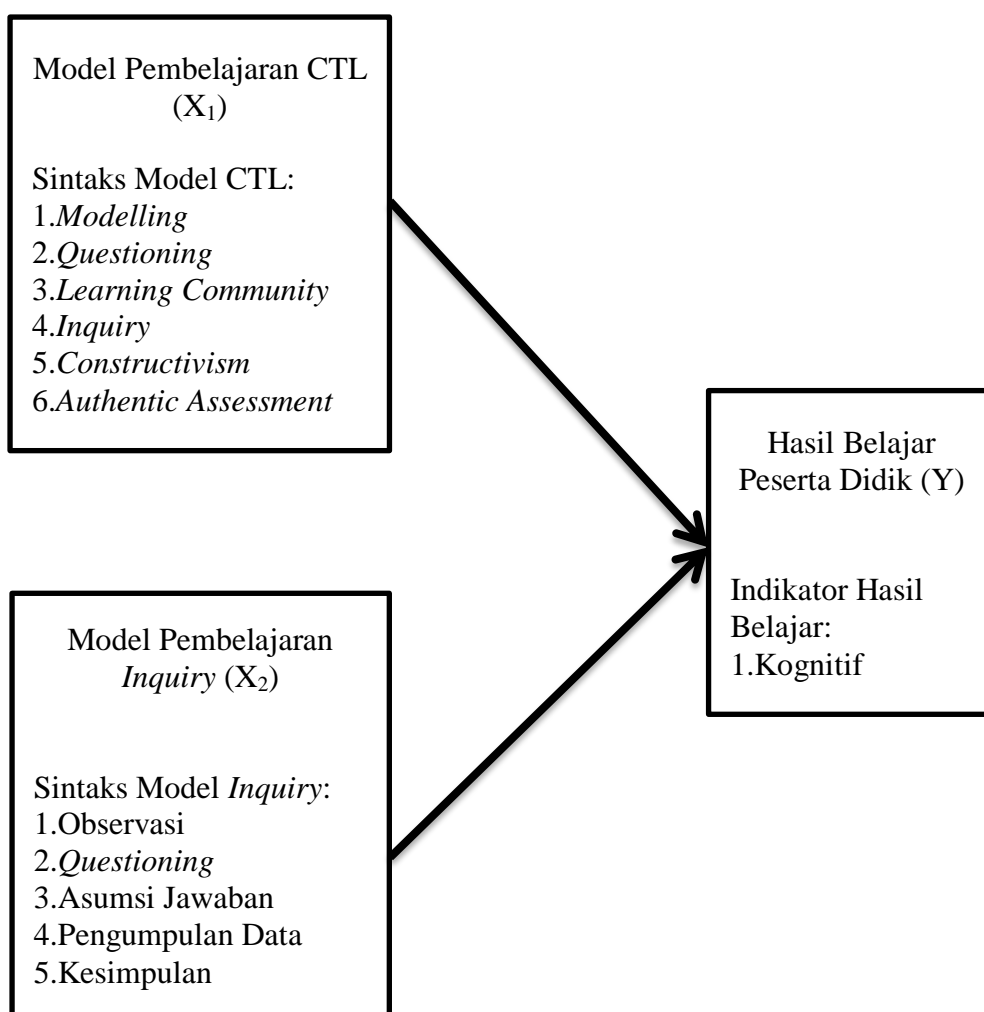 Model Pembelajaran CTL
(X₁)
Sintaks Model CTL:
1.Modelling
2.Questioning
3.Learning Community
4.Inquiry
5.Constructivism
6.Authentic Assessment
Hasil Belajar
Peserta Didik (Y)
Indikator Hasil
Belajar:
1.Kognitif
Model Pembelajaran
Inquiry (X₂)
Sintaks Model Inquiry:
1.Observasi
2.Questioning
3.Asumsi Jawaban
4.Pengumpulan Data
5.Kesimpulan